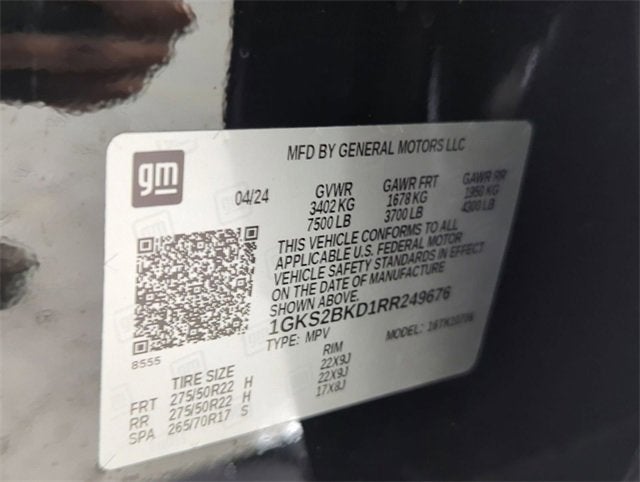 gm
MFD BY GENERAL MOTORS LLC
04/24
GVWR GAWR FRT GAWR RR
3402 KG 1678 KG 1950 KG
7500 LB 3700 LB 4300 LB
THIS VEHICLE CONFORMS TO ALL
APPLICABLE U.S. FEDERAL MOTOR
VEHICLE SAFETY STANDARDS IN EFFECT
ON THE DATE OF MANUFACTURE
SHOWN ABOVE.
1GKS2BKD1RR249676
TYPE: MPV MODEL:
8555
TIRE SIZE RIM
FRT 275/50R22 H 22X9J
RR 275/50R22 H 22X9J
SPA 265/70R17 S 17X8J